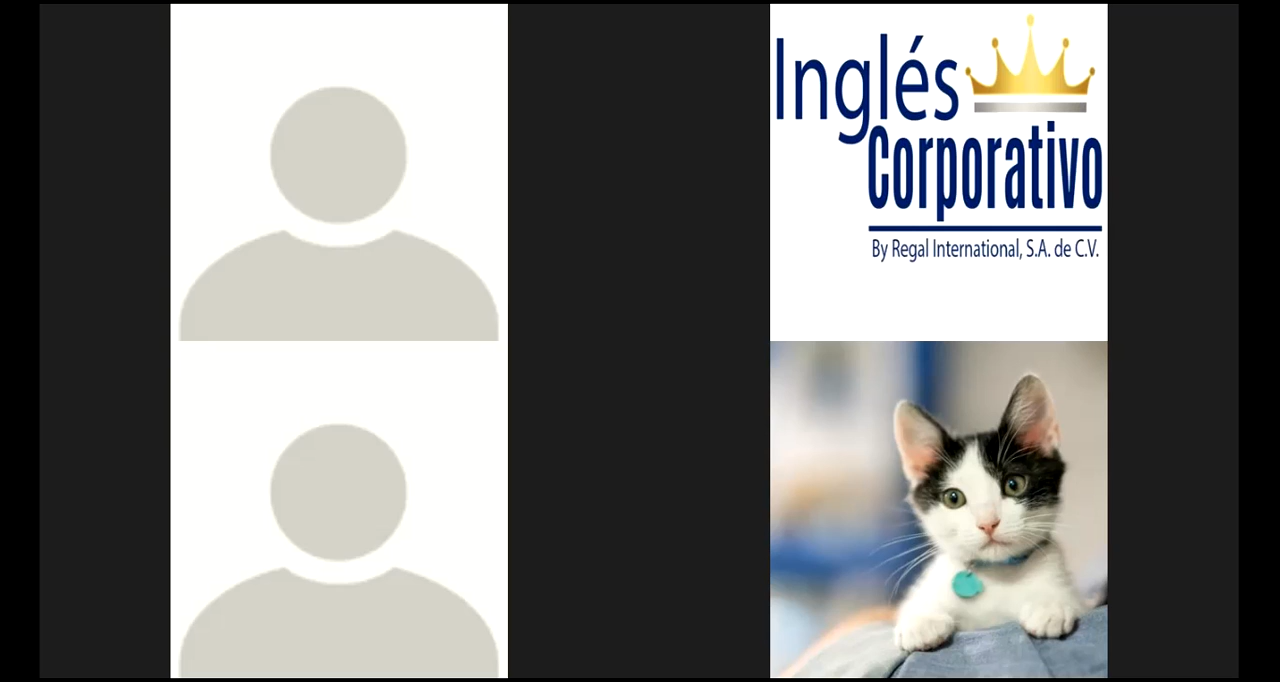 Inglés
Corporativo
By Regal International, S.A. de C.V.